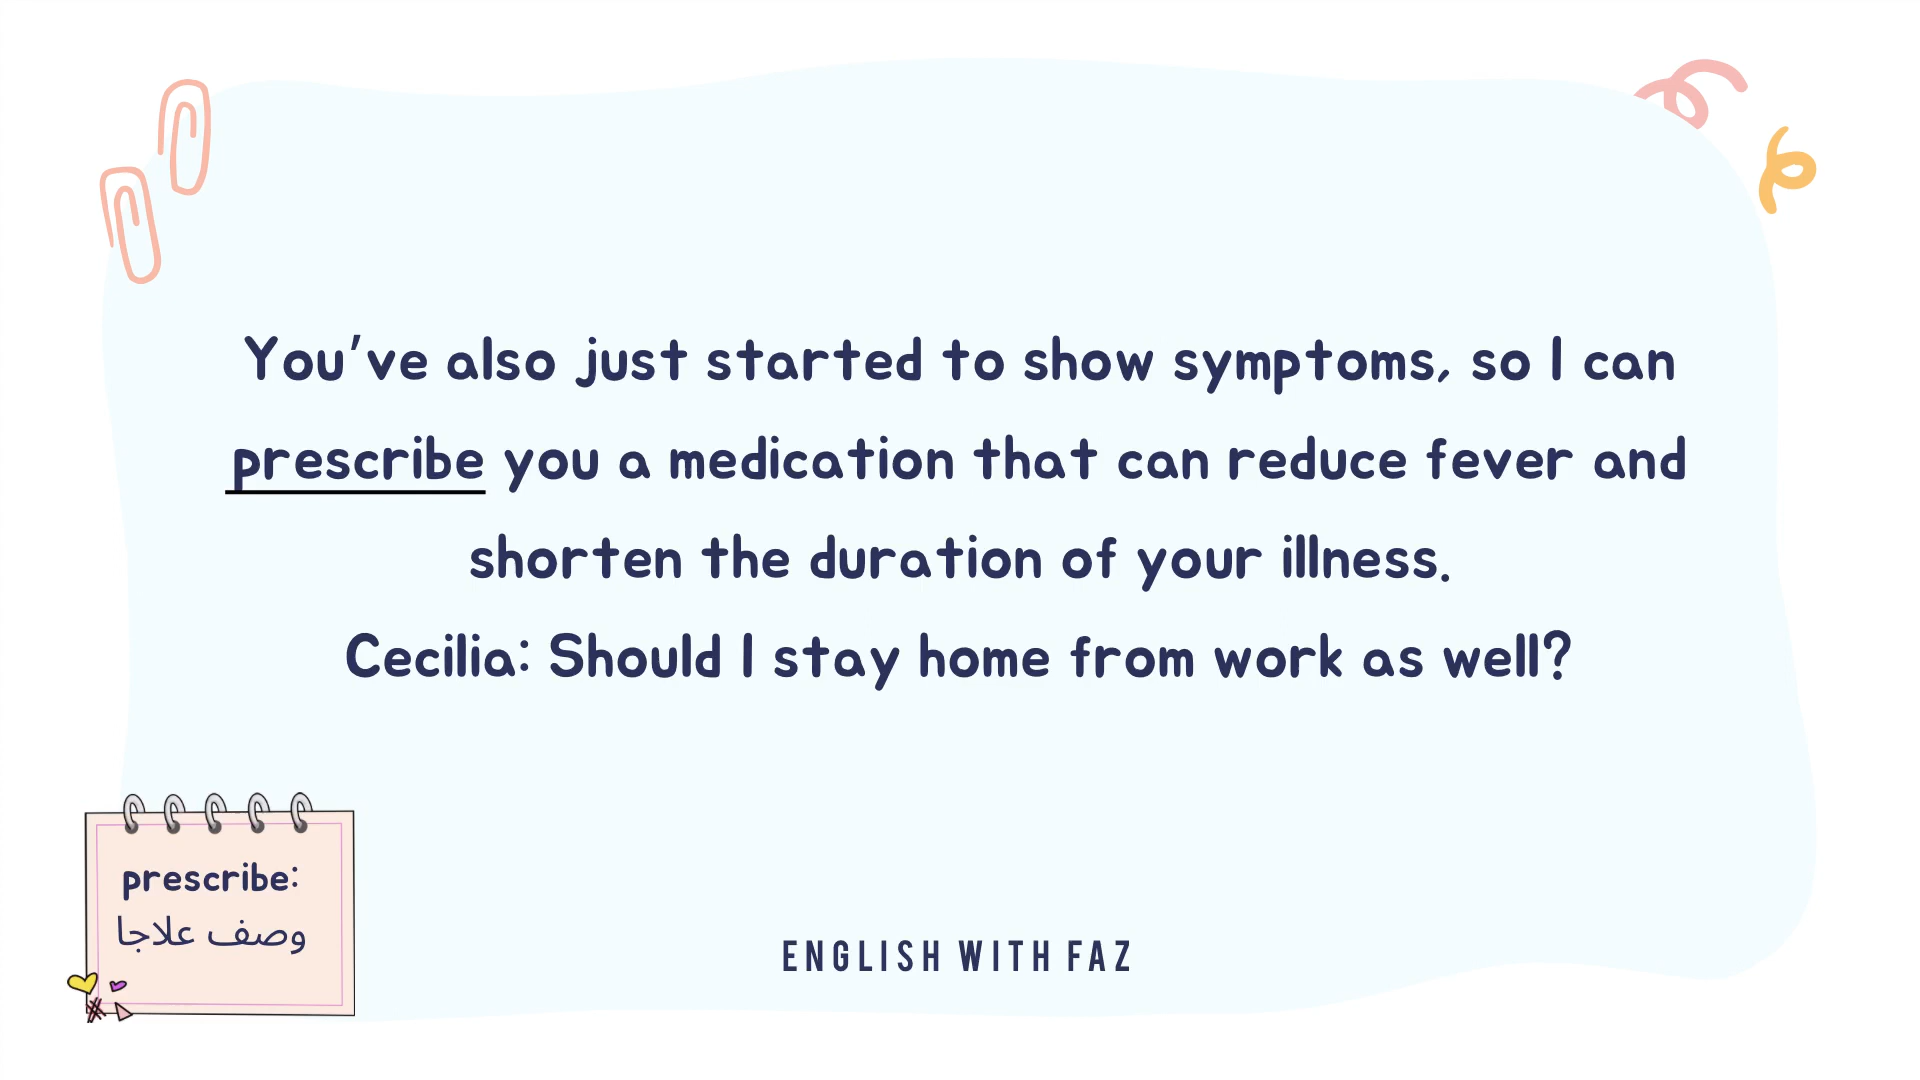 You've also just started to show symptoms, so I can
prescribe you a medication that can reduce fever and
shorten the duration of your illness.
Cecilia: Should I stay home from work as well?
prescribe:
وصف علاجا
ENGLISH WITH FAZ